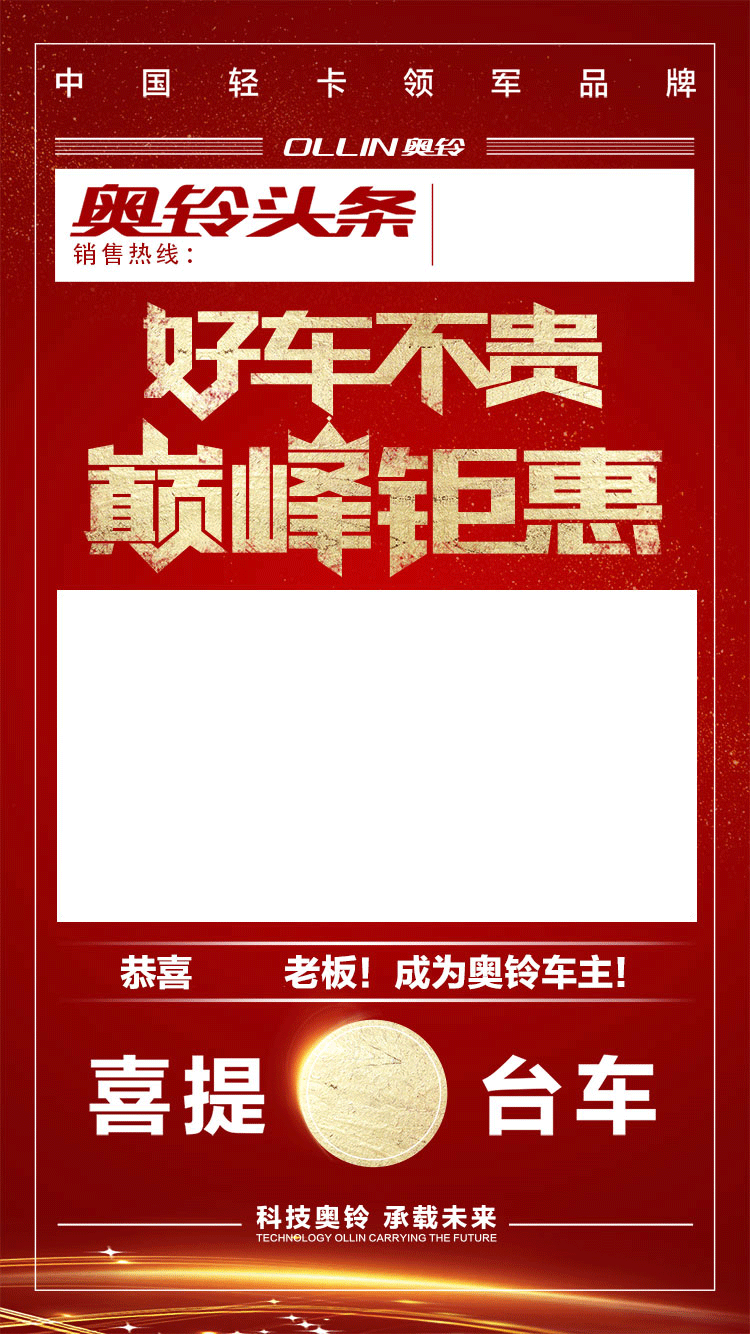 中国轻卡领军品牌
OLLIN 奥铃
奥铃头条
销售热线：
好车不贵
巅峰钜惠
恭喜 老板！成为奥铃车主！
喜提 台车
科技奥铃 承载未来
TECHNOLOGY OLLIN CARRYING THE FUTURE